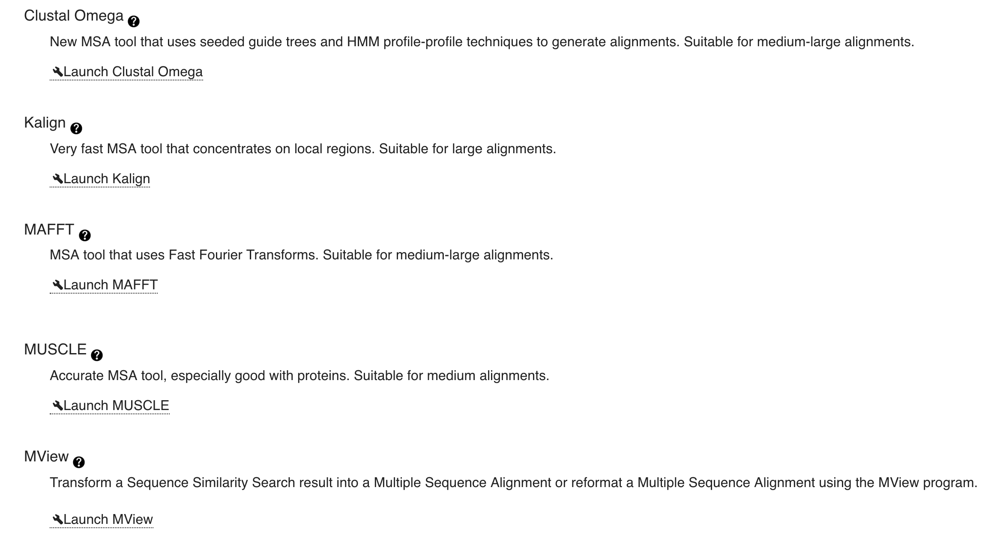 Clustal Omega ?
New MSA tool that uses seeded guide trees and HMM profile-profile techniques to generate alignments. Suitable for medium-large alignments.
Launch Clustal Omega
Kalign ?
Very fast MSA tool that concentrates on local regions. Suitable for large alignments.
Launch Kalign
MAFFT ?
MSA tool that uses Fast Fourier Transforms. Suitable for medium-large alignments.
Launch MAFFT
MUSCLE ?
Accurate MSA tool, especially good with proteins. Suitable for medium alignments.
Launch MUSCLE
MView ?
Transform a Sequence Similarity Search result into a Multiple Sequence Alignment or reformat a Multiple Sequence Alignment using the MView program.
Launch MView